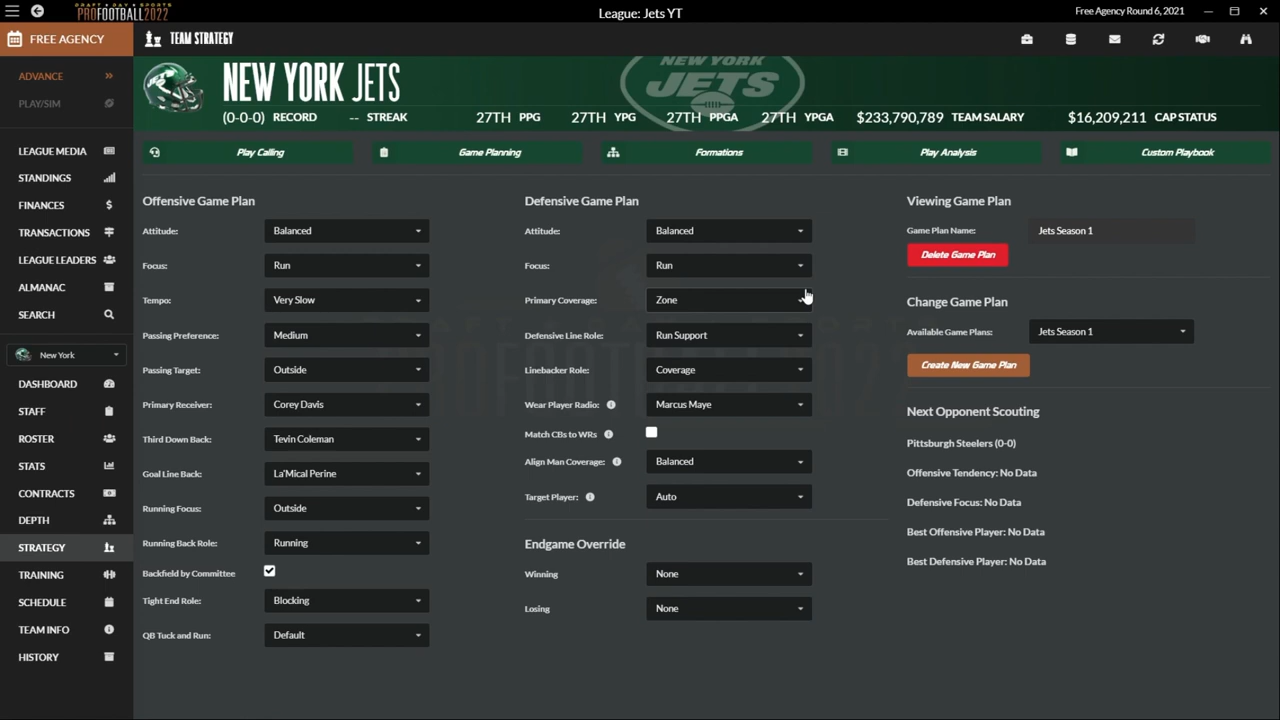 DRAFT · DAY · SPORTS
PROFOOTBALL2022
League: Jets YT
Free Agency Round 6, 2021
FREE AGENCY
TEAM STRATEGY
ADVANCE
PLAY/SIM
LEAGUE MEDIA
STANDINGS
FINANCES
TRANSACTIONS
LEAGUE LEADERS
ALMANAC
SEARCH
New York
DASHBOARD
STAFF
ROSTER
STATS
CONTRACTS
DEPTH
STRATEGY
TRAINING
SCHEDULE
TEAM INFO
HISTORY
NEW YORK JETS
NEW YORK
JETS
(0-0-0) RECORD -- STREAK 27TH PPG 27TH YPG 27TH PPGA 27TH YPGA $233,790,789 TEAM SALARY $16,209,211 CAP STATUS
Play Calling Game Planning Formations Play Analysis Custom Playbook
Offensive Game Plan
Attitude: Balanced
Focus: Run
Tempo: Very Slow
Passing Preference: Medium
Passing Target: Outside
Primary Receiver: Corey Davis
Third Down Back: Tevin Coleman
Goal Line Back: La'Mical Perine
Running Focus: Outside
Running Back Role: Running
Backfield by Committee
Tight End Role: Blocking
QB Tuck and Run: Default
Defensive Game Plan
Attitude: Balanced
Focus: Run
Primary Coverage: Zone
Defensive Line Role: Run Support
Linebacker Role: Coverage
Wear Player Radio: Marcus Maye
Match CBs to WRs
Align Man Coverage: Balanced
Target Player: Auto
Endgame Override
Winning None
Losing None
Viewing Game Plan
Game Plan Name: Jets Season 1
Delete Game Plan
Change Game Plan
Available Game Plans: Jets Season 1
Create New Game Plan
Next Opponent Scouting
Pittsburgh Steelers (0-0)
Offensive Tendency: No Data
Defensive Focus: No Data
Best Offensive Player: No Data
Best Defensive Player: No Data